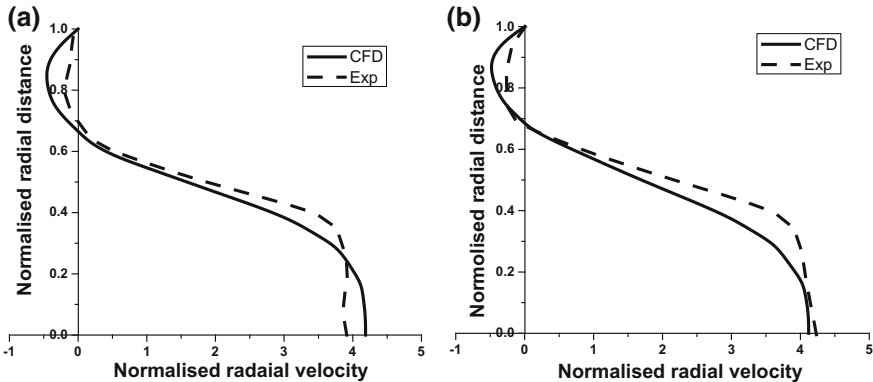 (a)
1.0
0.8
0.6
0.4
0.2
0.0
Normalised radial distance
CFD
Exp
-1 0 1 2 3 4 5
Normalised radaial velocity
(b)
1.0
0.8
0.6
0.4
0.2
0.0
Normolised radial distance
CFD
Exp
-1 0 1 2 3 4 5
Normalised radaial velocity